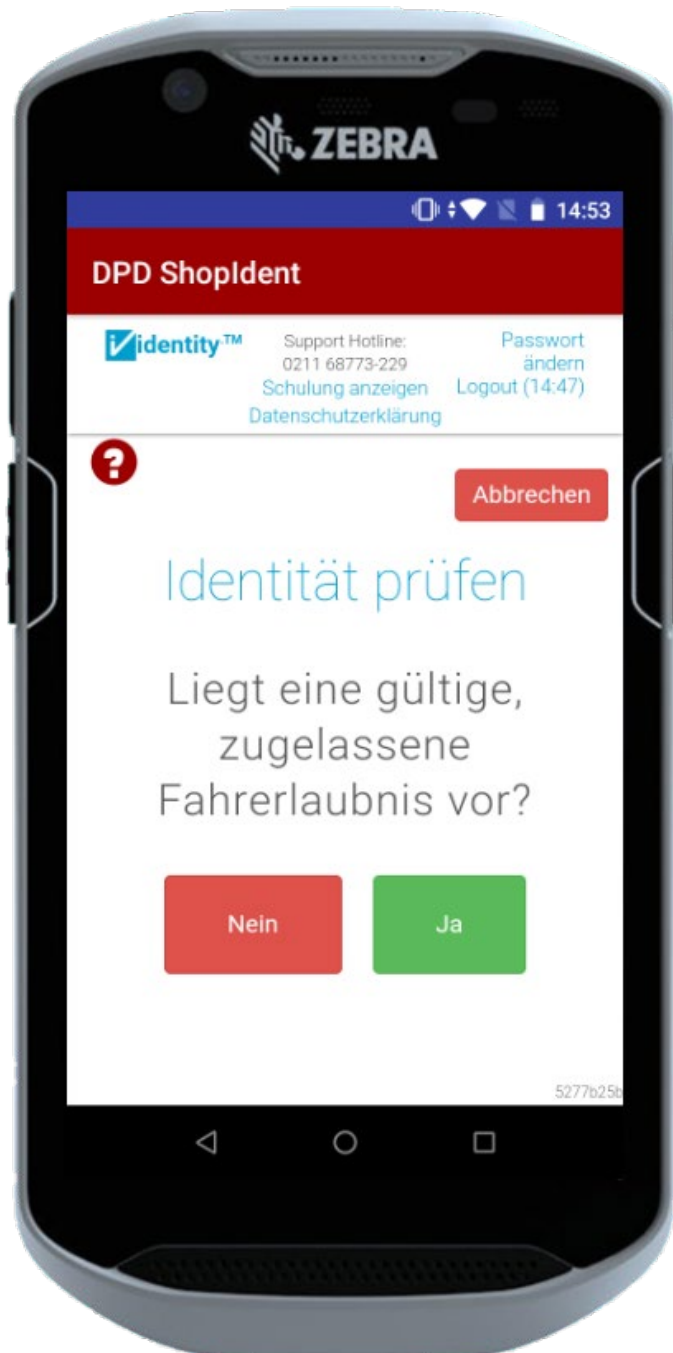 ZEBRA
14:53
DPD ShopIdent
identity™
Support Hotline:
0211 68773-229
Schulung anzeigen
Datenschutzerklärung
Passwort
ändern
Logout (14:47)
?
Abbrechen
Identität prüfen
Liegt eine gültige,
zugelassene
Fahrerlaubnis vor?
Nein
Ja
5277b25b